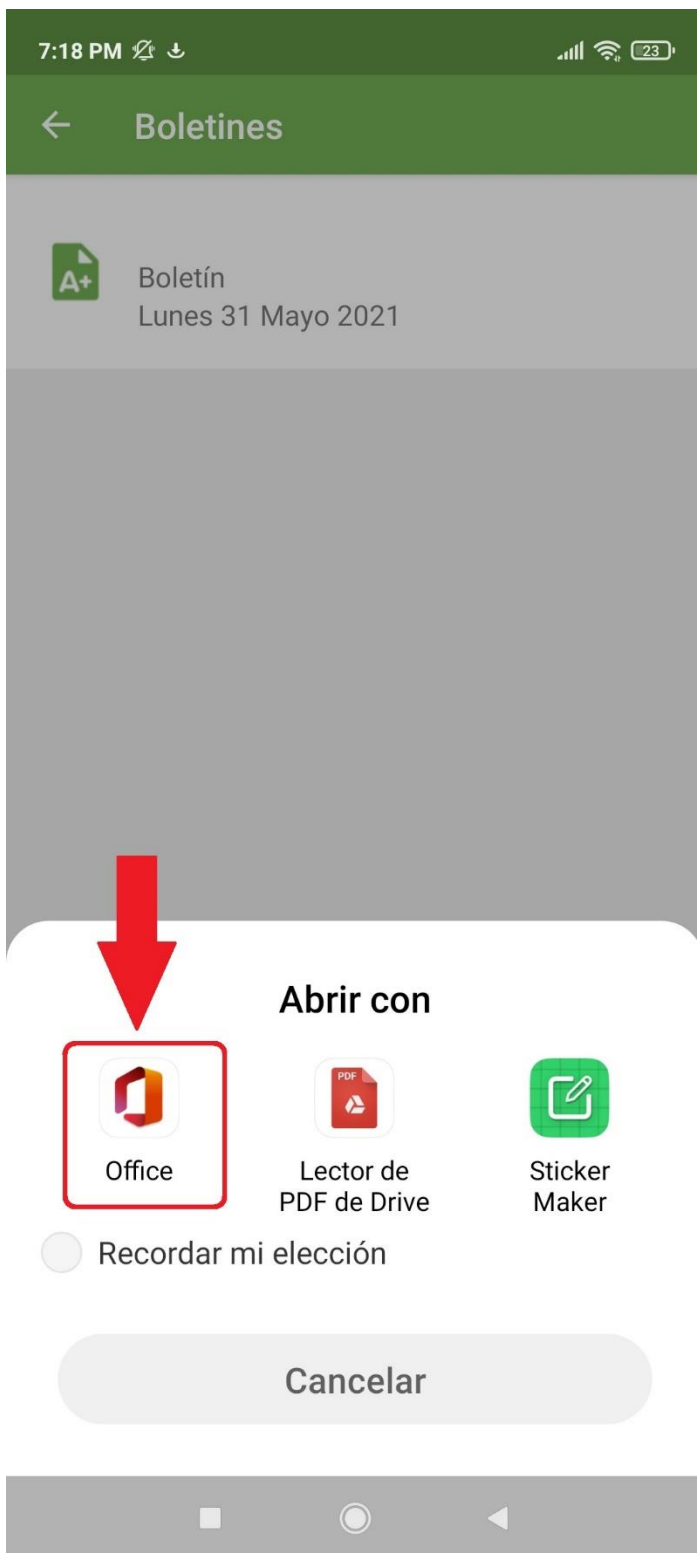 7:18 PM
23
Boletines
A+
Boletín
Lunes 31 Mayo 2021
Abrir con
Office
PDF
Lector de
PDF de Drive
Sticker
Maker
Recordar mi elección
Cancelar